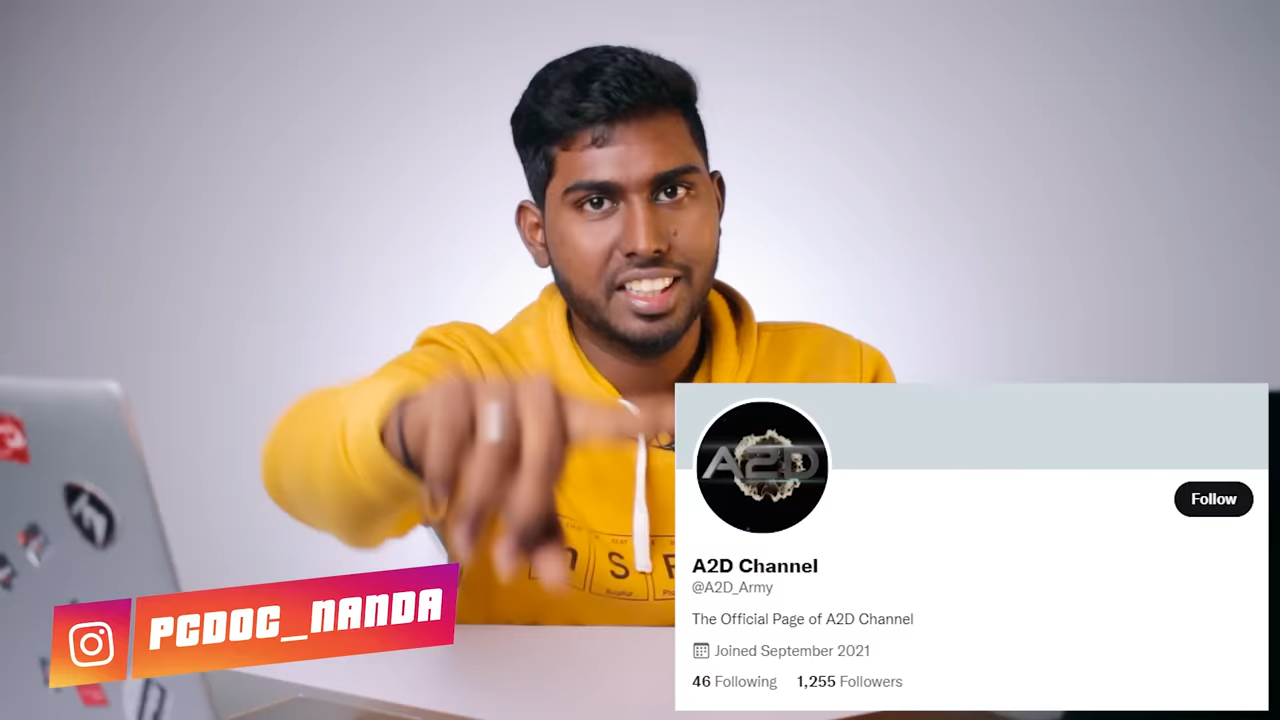 PCDOC_NANDA
A2D
Follow
A2D Channel
@A2D_Army
The Official Page of A2D Channel
Joined September 2021
46 Following 1,255 Followers
S